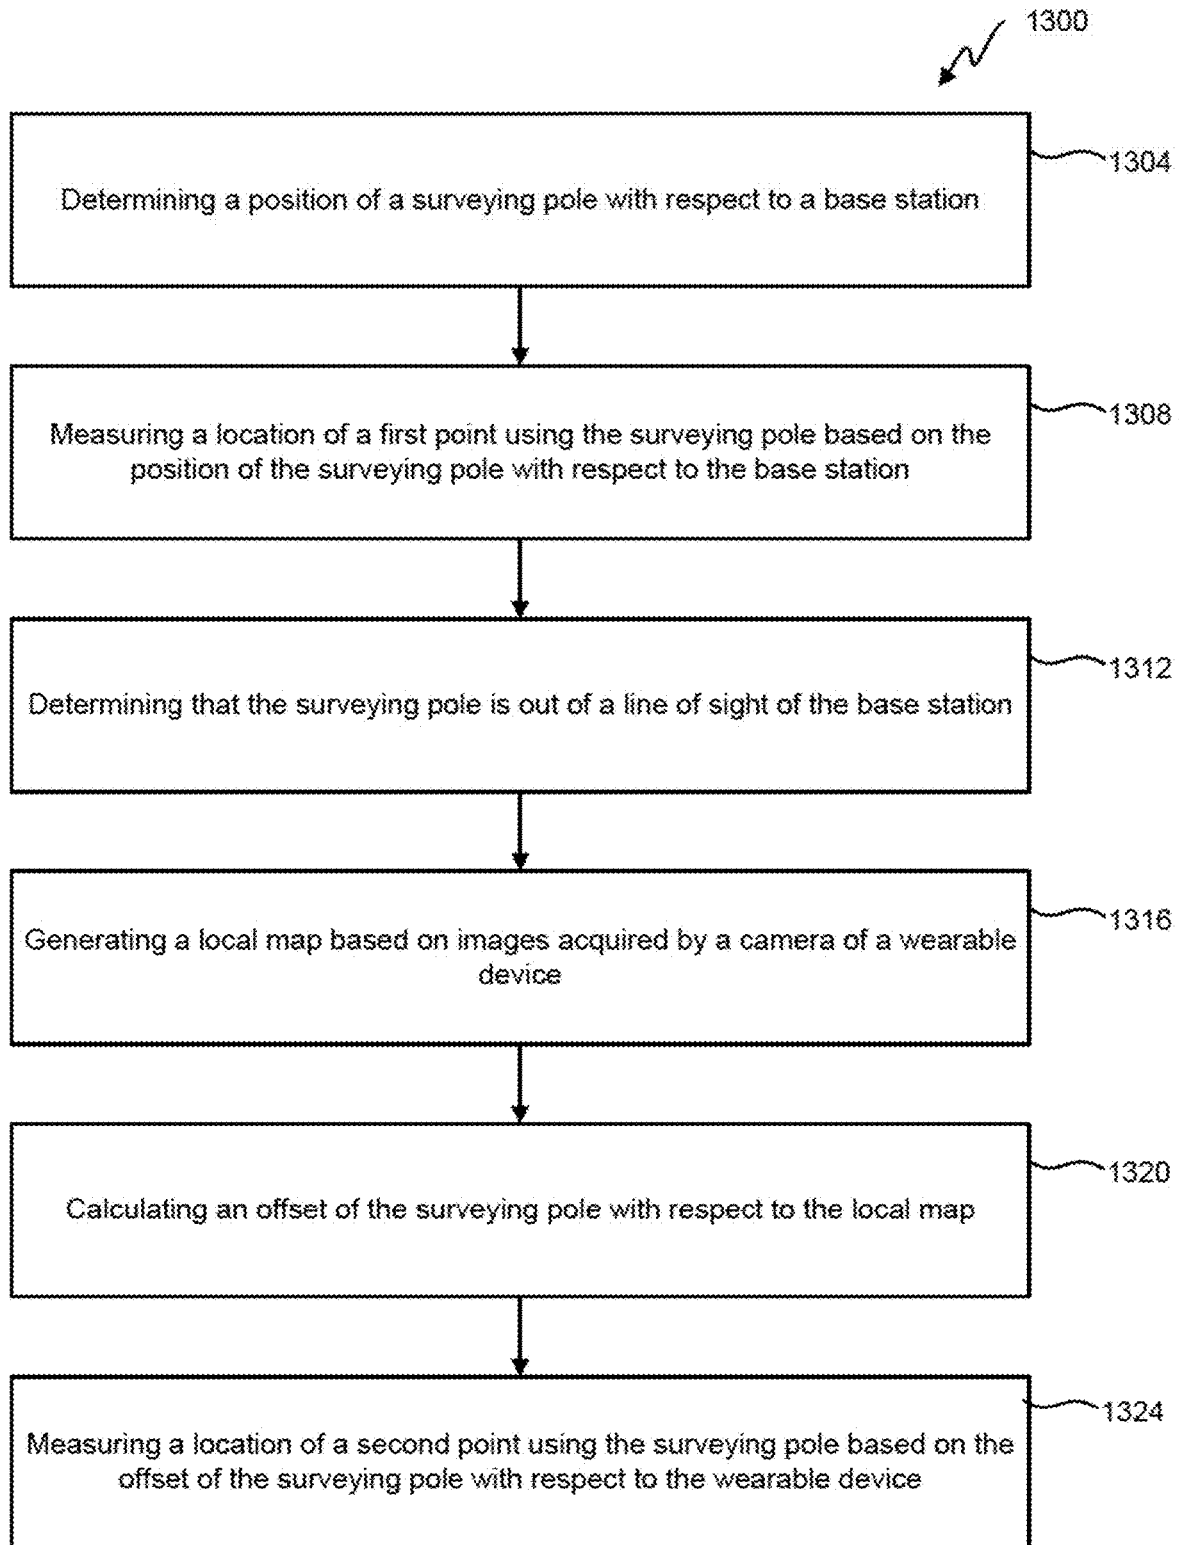 1300
Determining a position of a surveying pole with respect to a base station
1304
Measuring a location of a first point using the surveying pole based on the
position of the surveying pole with respect to the base station
1308
Determining that the surveying pole is out of a line of sight of the base station
1312
Generating a local map based on images acquired by a camera of a wearable
device
1316
Calculating an offset of the surveying pole with respect to the local map
1320
Measuring a location of a second point using the surveying pole based on the
offset of the surveying pole with respect to the wearable device
1324